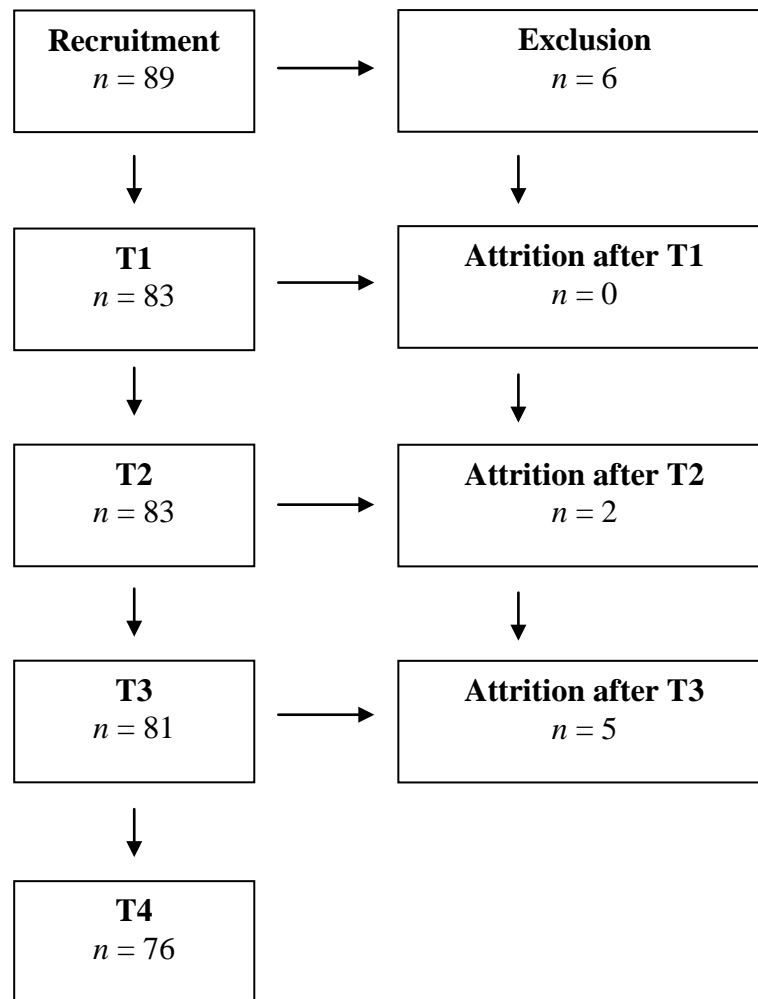 Recruitment
n = 89
Exclusion
n = 6
T1
n = 83
Attrition after T1
n = 0
T2
n = 83
Attrition after T2
n = 2
T3
n = 81
Attrition after T3
n = 5
T4
n = 76